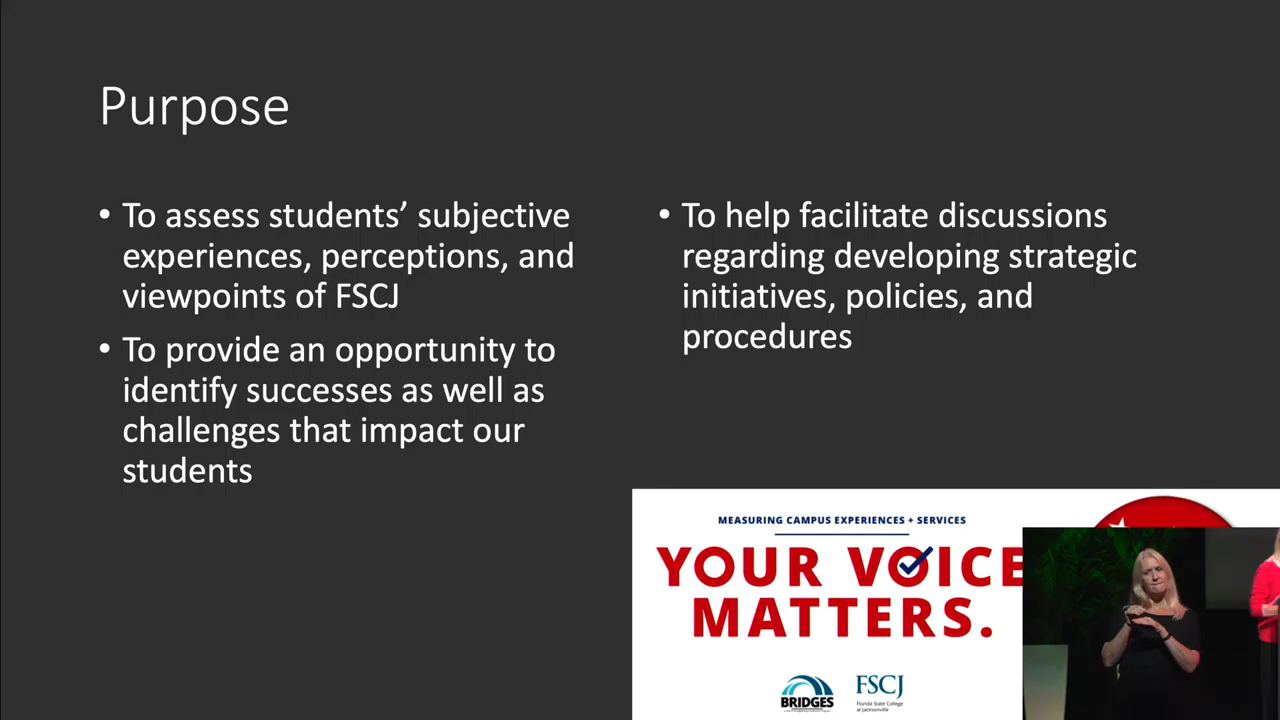 Purpose
• To assess students’ subjective
experiences, perceptions, and
viewpoints of FSCJ
• To provide an opportunity to
identify successes as well as
challenges that impact our
students
• To help facilitate discussions
regarding developing strategic
initiatives, policies, and
procedures
MEASURING CAMPUS EXPERIENCES + SERVICES
YOUR VOICE
MATTERS.
BRIDGES
FSCJ
Florida State College
at Jacksonville